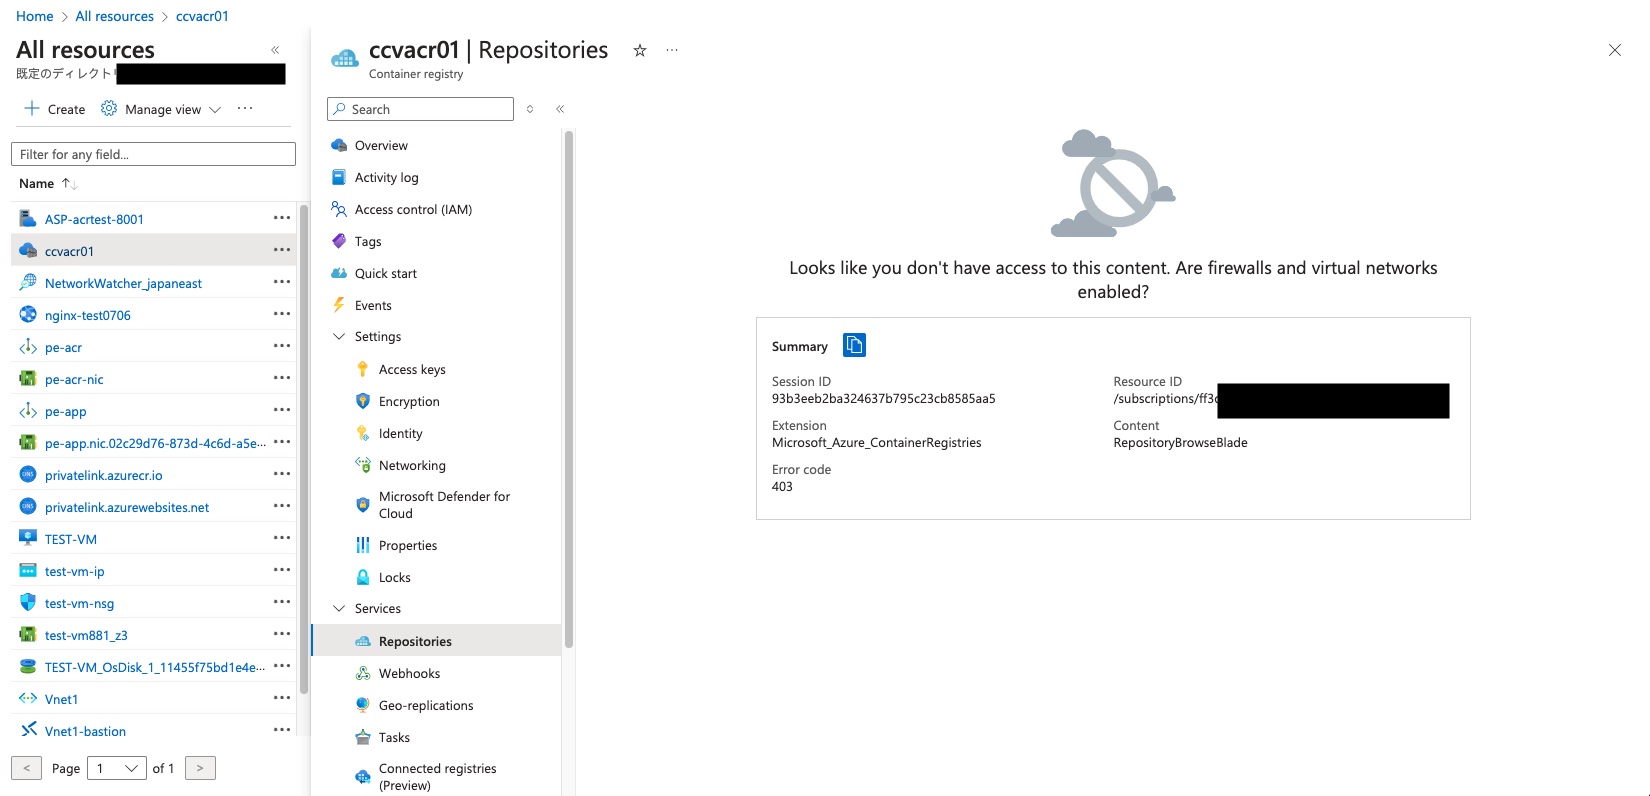 Home > All resources > ccvacr01
All resources
既定のディレクトリ
Create
Manage view
Filter for any field...
Name
ASP-acrtest-8001
ccvacr01
NetworkWatcher_japaneast
nginx-test0706
pe-acr
pe-acr-nic
pe-app
pe-app.nic.02c29d76-873d-4c6d-a5e...
privatelink.azurecr.io
privatelink.azurewebsites.net
TEST-VM
test-vm-ip
test-vm-nsg
test-vm881_z3
TEST-VM_OsDisk_1_11455f75bd1e4e...
Vnet1
Vnet1-bastion
< Page 1 of 1 >
ccvacr01 | Repositories
Container registry
Search
Overview
Activity log
Access control (IAM)
Tags
Quick start
Events
Settings
Access keys
Encryption
Identity
Networking
Microsoft Defender for
Cloud
Properties
Locks
Services
Repositories
Webhooks
Geo-replications
Tasks
Connected registries
(Preview)
Looks like you don't have access to this content. Are firewalls and virtual networks
enabled?
Summary
Session ID
93b3eeb2ba324637b795c23cb8585aa5
Resource ID
/subscriptions/ff3
Extension
Microsoft_Azure_ContainerRegistries
Content
RepositoryBrowseBlade
Error code
403